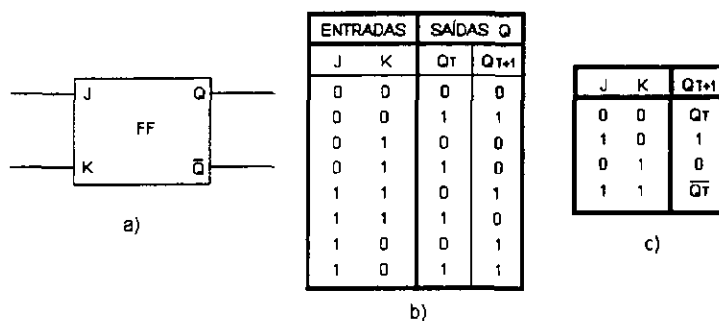 J Q
FF
K Q̅
a)
ENTRADAS SAÍDAS Q
J K QT QT+1
0 0 0 0
0 0 1 1
0 1 0 0
0 1 1 0
1 1 0 1
1 1 1 0
1 0 0 1
1 0 1 1
b)
J K QT+1
0 0 QT
1 0 1
0 1 0
1 1 Q̅T̅
c)